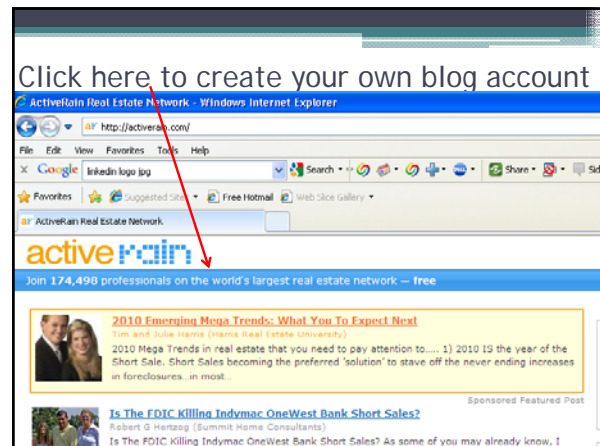 Click here to create your own blog account
ActiveRain Real Estate Network - Windows Internet Explorer
http://activerain.com/
File Edit View Favorites Tools Help
x Google linkedin logo jpg Search Share Sid
Favorites Suggested Sites Free Hotmail Web Slice Gallery
ar ActiveRain Real Estate Network
active rain
Join 174,498 professionals on the world's largest real estate network — free
2010 Emerging Mega Trends: What You To Expect Next
Tim and Julie Harris (Harris Real Estate University)
2010 Mega Trends in real estate that you need to pay attention to..... 1) 2010 IS the year of the
Short Sale. Short Sales becoming the preferred 'solution' to stave off the never ending increases
in foreclosures...in most...
Sponsored Featured Post
Is The FDIC Killing Indymac OneWest Bank Short Sales?
Robert G Hertzog (Summit Home Consultants)
Is The FDIC Killing Indymac OneWest Bank Short Sales? As some of you may already know, I